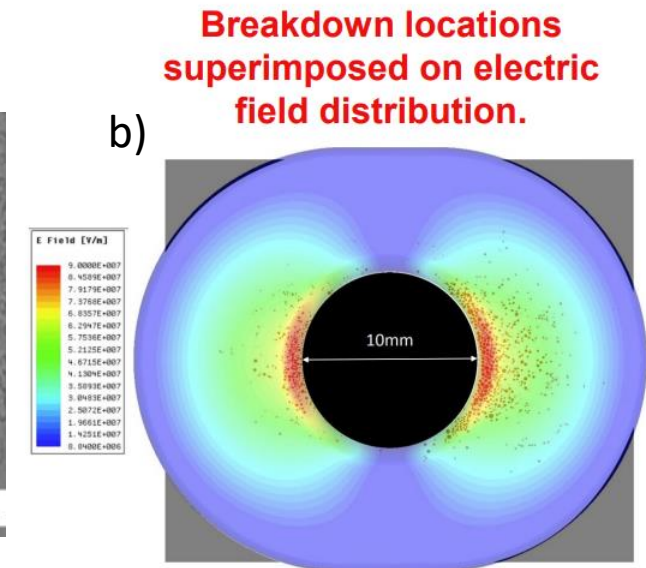 Breakdown locations
superimposed on electric
field distribution.
b)
E Field [V/m]
9.0000E+007
8.4589E+007
7.9179E+007
7.3768E+007
6.8357E+007
6.2947E+007
5.7536E+007
5.2125E+007
4.6715E+007
4.1304E+007
3.5893E+007
3.0483E+007
2.5072E+007
1.9661E+007
1.4251E+007
8.8400E+006
10mm